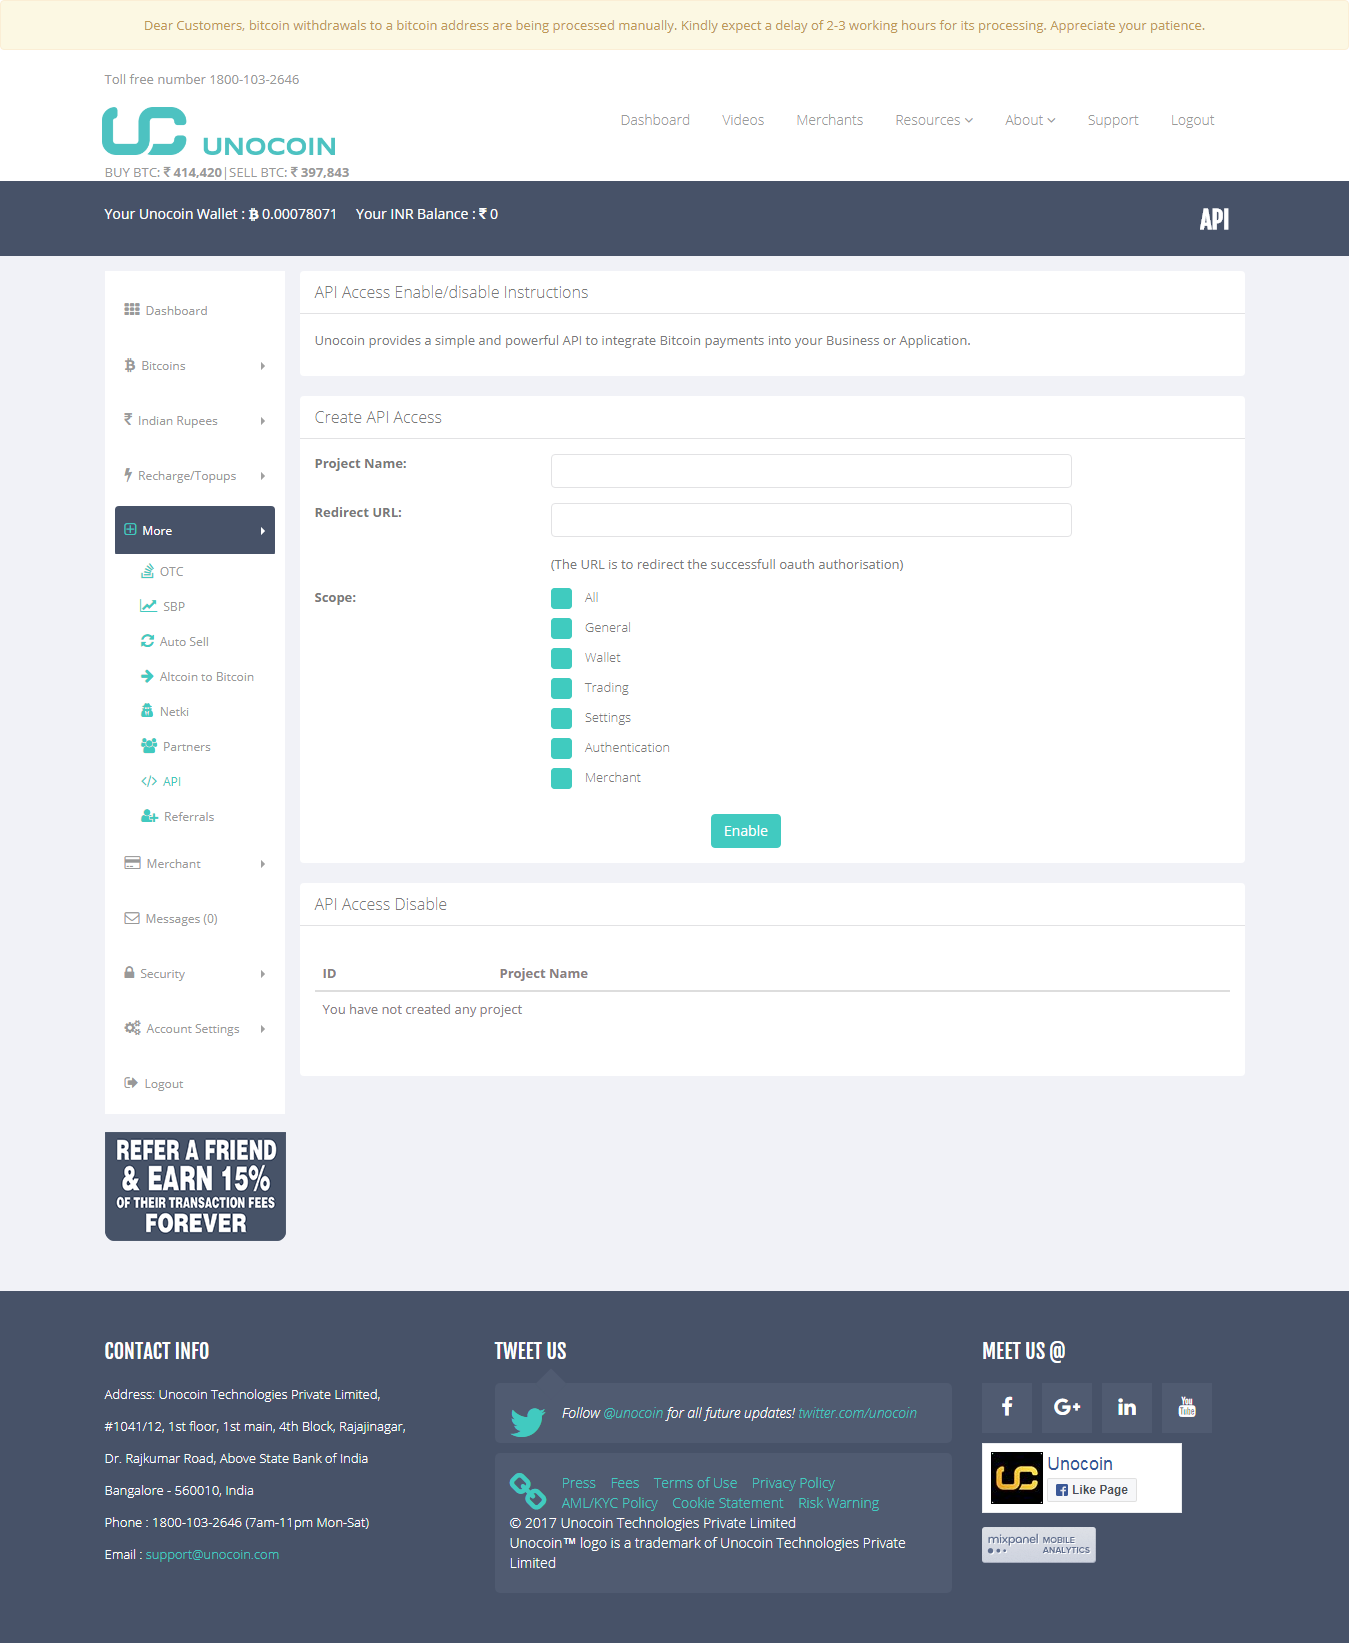 Dear Customers, bitcoin withdrawals to a bitcoin address are being processed manually. Kindly expect a delay of 2-3 working hours for its processing. Appreciate your patience.
Toll free number 1800-103-2646
UC UNOCOIN
Dashboard Videos Merchants Resources About Support Logout
BUY BTC: ₹ 414,420|SELL BTC: ₹ 397,843
Your Unocoin Wallet : ฿ 0.00078071 Your INR Balance : ₹ 0
API
Dashboard
Bitcoins
₹ Indian Rupees
Recharge/Topups
More
OTC
SBP
Auto Sell
Altcoin to Bitcoin
Netki
Partners
</> API
Referrals
Merchant
Messages (0)
Security
Account Settings
Logout
REFER A FRIEND
& EARN 15%
OF THEIR TRANSACTION FEES
FOREVER
API Access Enable/disable Instructions
Unocoin provides a simple and powerful API to integrate Bitcoin payments into your Business or Application.
Create API Access
Project Name:
Redirect URL:
(The URL is to redirect the successfull oauth authorisation)
Scope:
All
General
Wallet
Trading
Settings
Authentication
Merchant
Enable
API Access Disable
ID Project Name
You have not created any project
CONTACT INFO
Address: Unocoin Technologies Private Limited,
#1041/12, 1st floor, 1st main, 4th Block, Rajajinagar,
Dr. Rajkumar Road, Above State Bank of India
Bangalore - 560010, India
Phone : 1800-103-2646 (7am-11pm Mon-Sat)
Email : support@unocoin.com
TWEET US
Follow @unocoin for all future updates! twitter.com/unocoin
Press Fees Terms of Use Privacy Policy
AML/KYC Policy Cookie Statement Risk Warning
© 2017 Unocoin Technologies Private Limited
Unocoin™ logo is a trademark of Unocoin Technologies Private
Limited
MEET US @
f G+ in You Tube
UC Unocoin
Like Page
mixpanel MOBILE
ANALYTICS